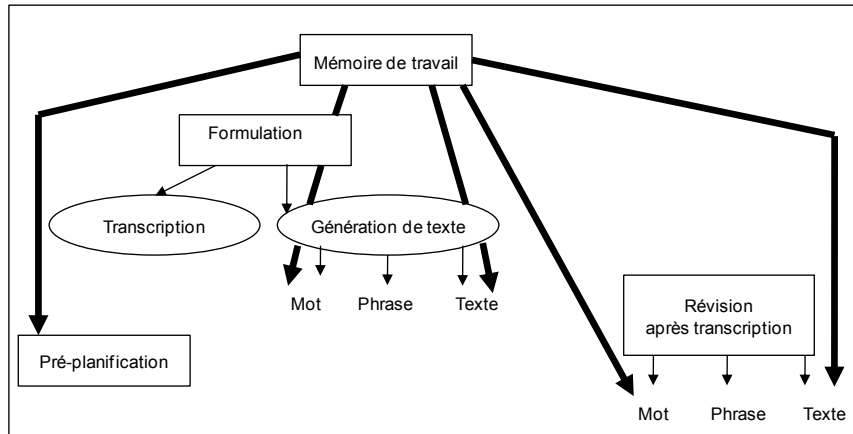 Mémoire de travail
Formulation
Transcription
Génération de texte
Mot Phrase Texte
Révision
après transcription
Pré-planification
Mot Phrase Texte